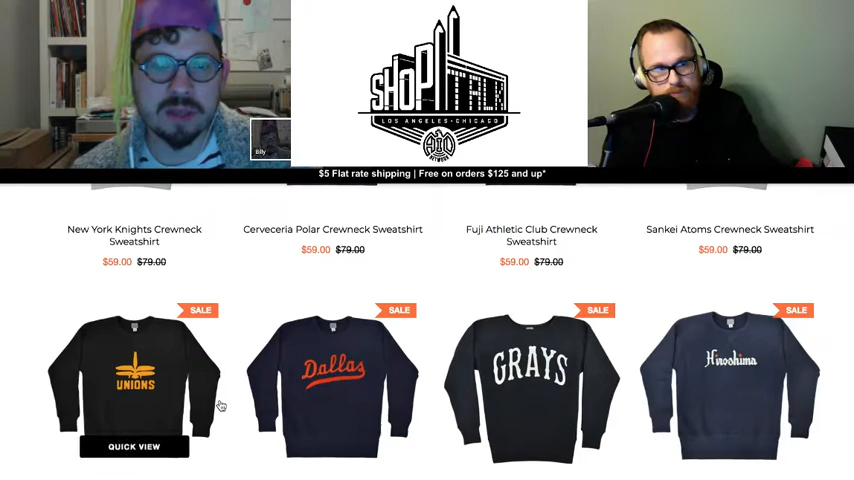 SHOP TALK
LOS ANGELES • CHICAGO
AIO
NETWORK
Billy
$5 Flat rate shipping | Free on orders $125 and up*
New York Knights Crewneck
Sweatshirt
$59.00 $79.00
Cerveceria Polar Crewneck Sweatshirt
$59.00 $79.00
Fuji Athletic Club Crewneck
Sweatshirt
$59.00 $79.00
Sankei Atoms Crewneck Sweatshirt
$59.00 $79.00
SALE
SALE
SALE
SALE
UNIONS
Dallas
GRAYS
Hiroshima
QUICK VIEW